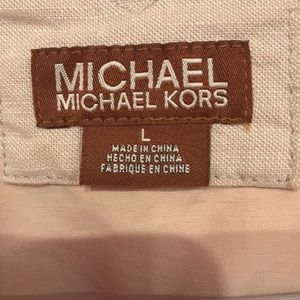 MICHAEL
MICHAEL KORS
L
MADE IN CHINA
HECHO EN CHINA
FABRIQUE EN CHINE